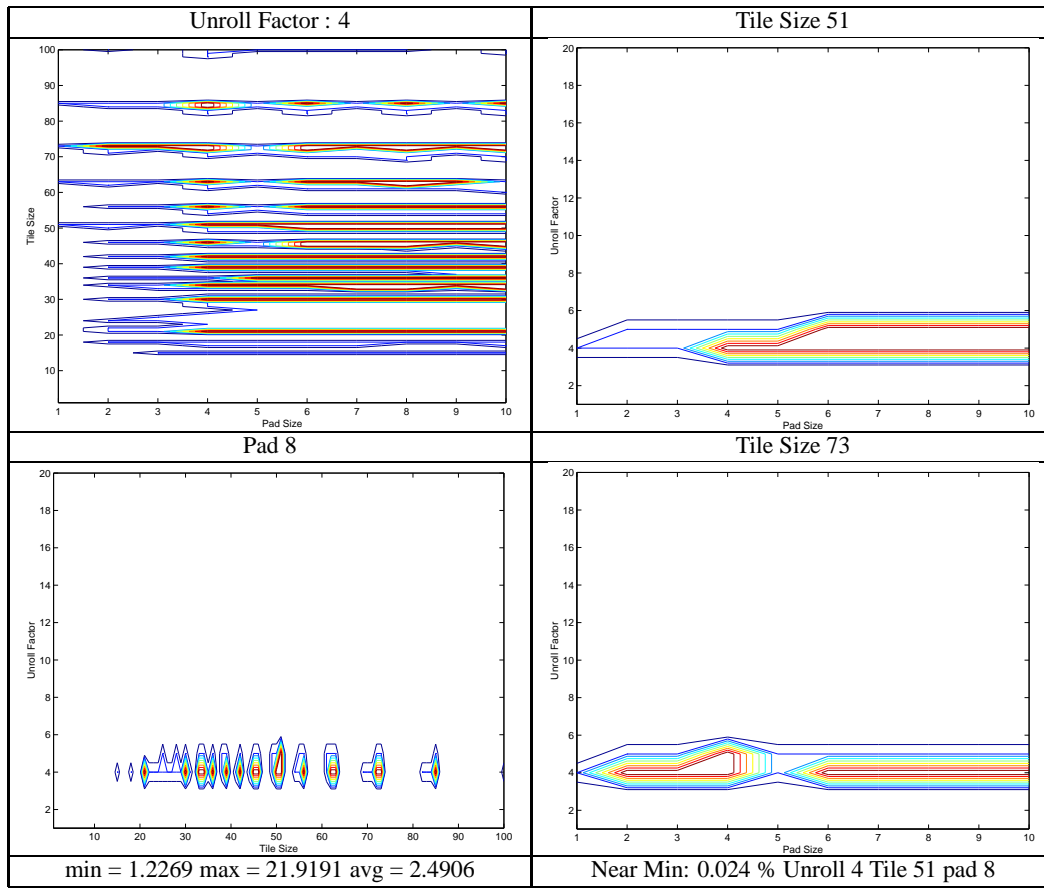 Unroll Factor : 4
Tile Size 51
100
90
80
70
60
50
40
30
20
10
Tile Size
1 2 3 4 5 6 7 8 9 10
Pad Size
20
18
16
14
12
10
8
6
4
2
Unroll Factor
1 2 3 4 5 6 7 8 9 10
Pad Size
Pad 8
Tile Size 73
20
18
16
14
12
10
8
6
4
2
Unroll Factor
10 20 30 40 50 60 70 80 90 100
Tile Size
20
18
16
14
12
10
8
6
4
2
Unroll Factor
1 2 3 4 5 6 7 8 9 10
Pad Size
min = 1.2269 max = 21.9191 avg = 2.4906
Near Min: 0.024 % Unroll 4 Tile 51 pad 8